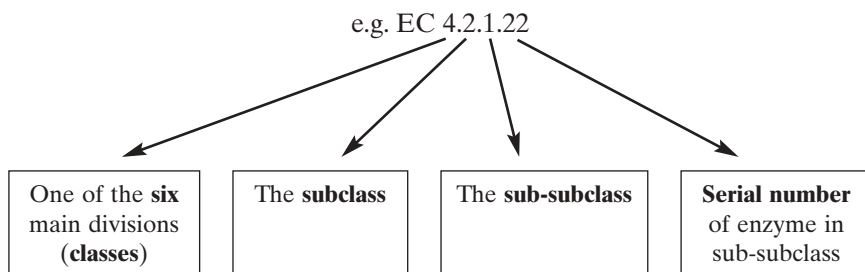 e.g. EC 4.2.1.22
One of the six
main divisions
(classes)
The subclass
The sub-subclass
Serial number
of enzyme in
sub-subclass